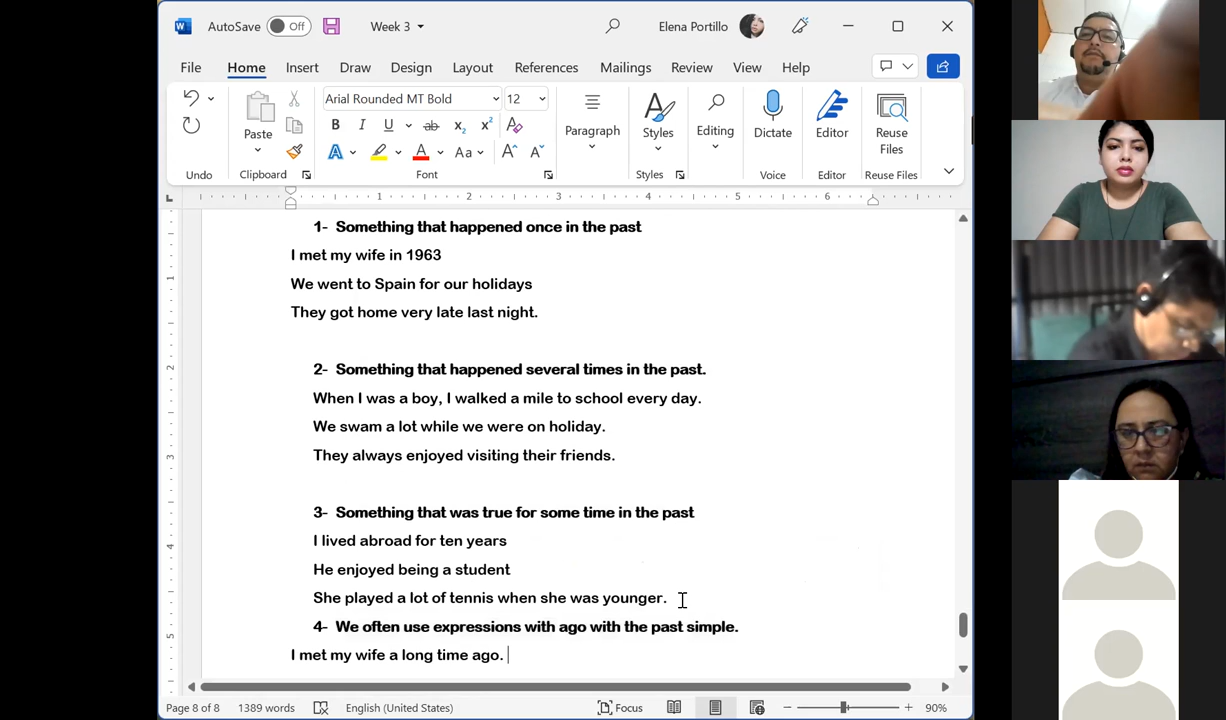 AutoSave Off Week 3 Elena Portillo
File Home Insert Draw Design Layout References Mailings Review View Help
Arial Rounded MT Bold 12
Paste Paragraph Styles Editing Dictate Editor Reuse Files
Undo Clipboard Font Styles Voice Editor Reuse Files
1 2 3 4 5 6
1- Something that happened once in the past
I met my wife in 1963
We went to Spain for our holidays
They got home very late last night.
2- Something that happened several times in the past.
When I was a boy, I walked a mile to school every day.
We swam a lot while we were on holiday.
They always enjoyed visiting their friends.
3- Something that was true for some time in the past
I lived abroad for ten years
He enjoyed being a student
She played a lot of tennis when she was younger.
4- We often use expressions with ago with the past simple.
I met my wife a long time ago.
Page 8 of 8 1389 words English (United States) Focus 90%